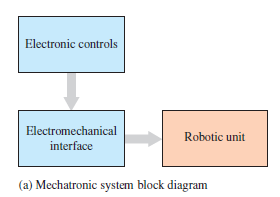 Electronic controls
Electromechanical
interface
Robotic unit
(a) Mechatronic system block diagram